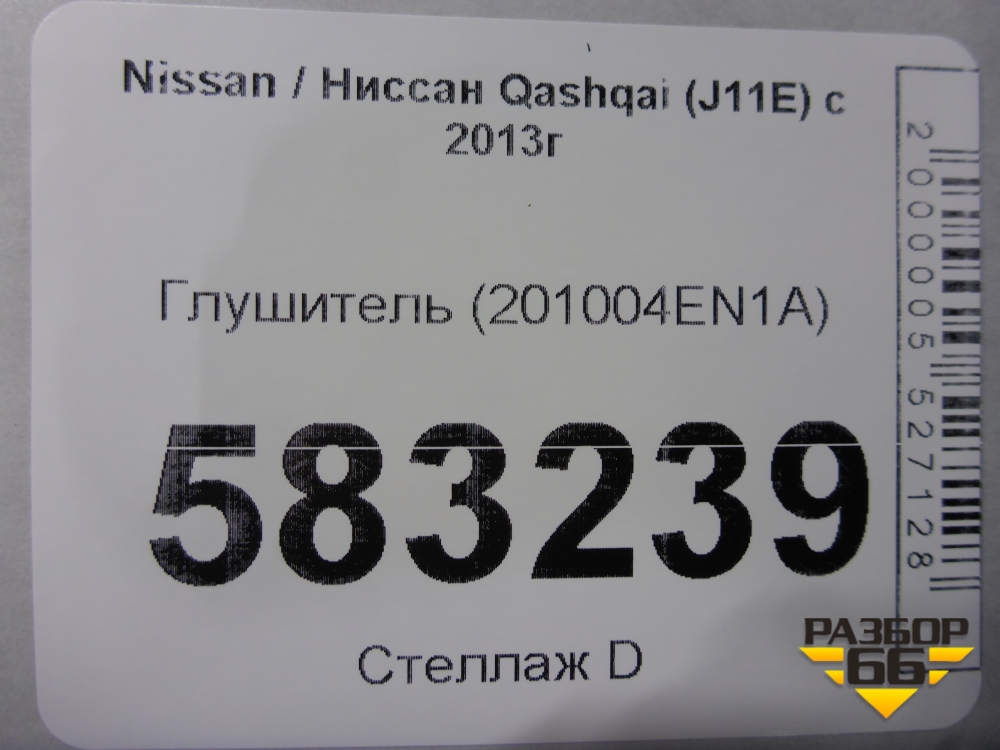 Nissan / Ниссан Qashqai (J11E) с
2013г
Глушитель (201004EN1A)
583239
Стеллаж D
2000005527128
РАЗБОР
66